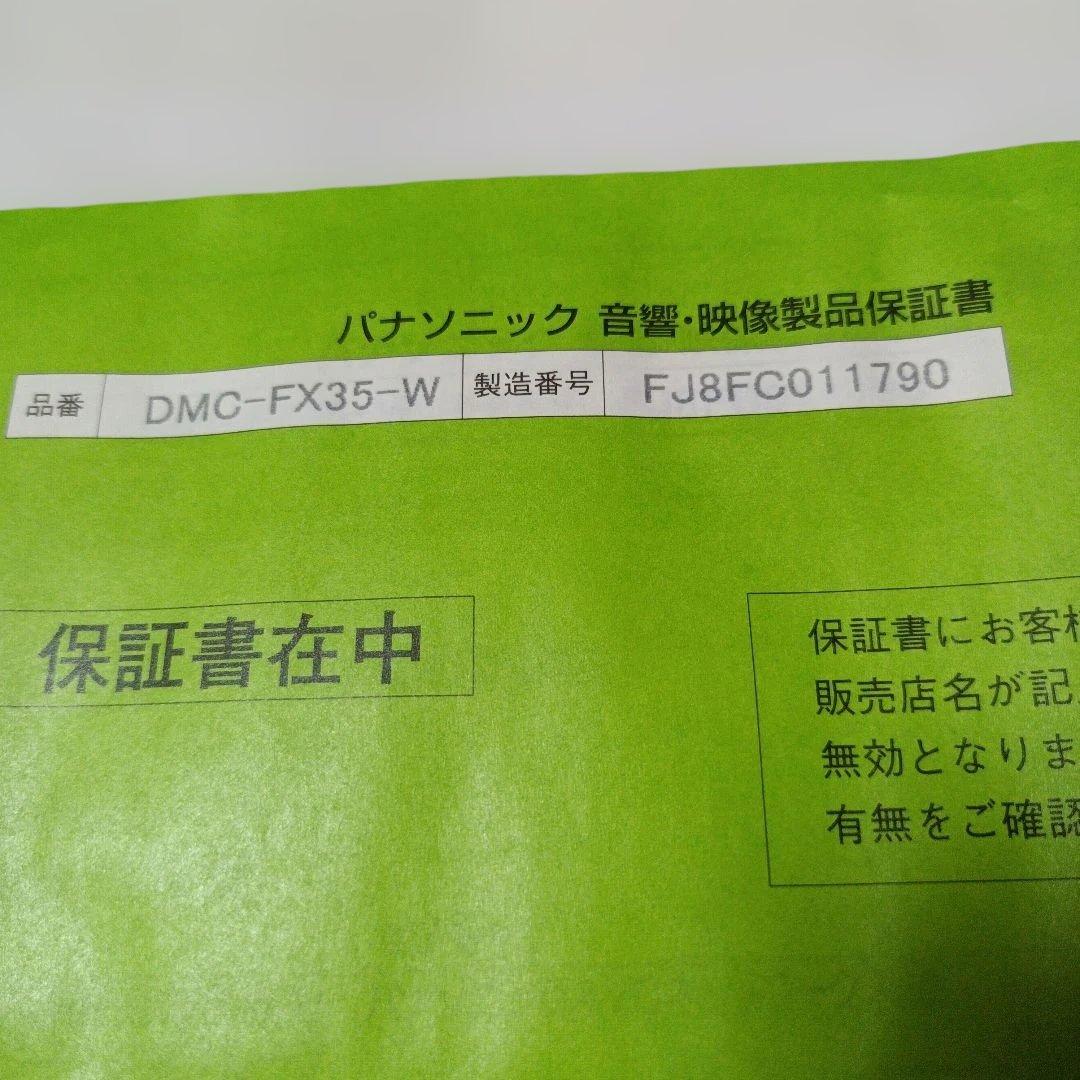 パナソニック 音響・映像製品保証書
品番 DMC-FX35-W 製造番号 FJ8FC011790
保証書在中
保証書にお客
販売店名が記
無効となりま
有無をご確認